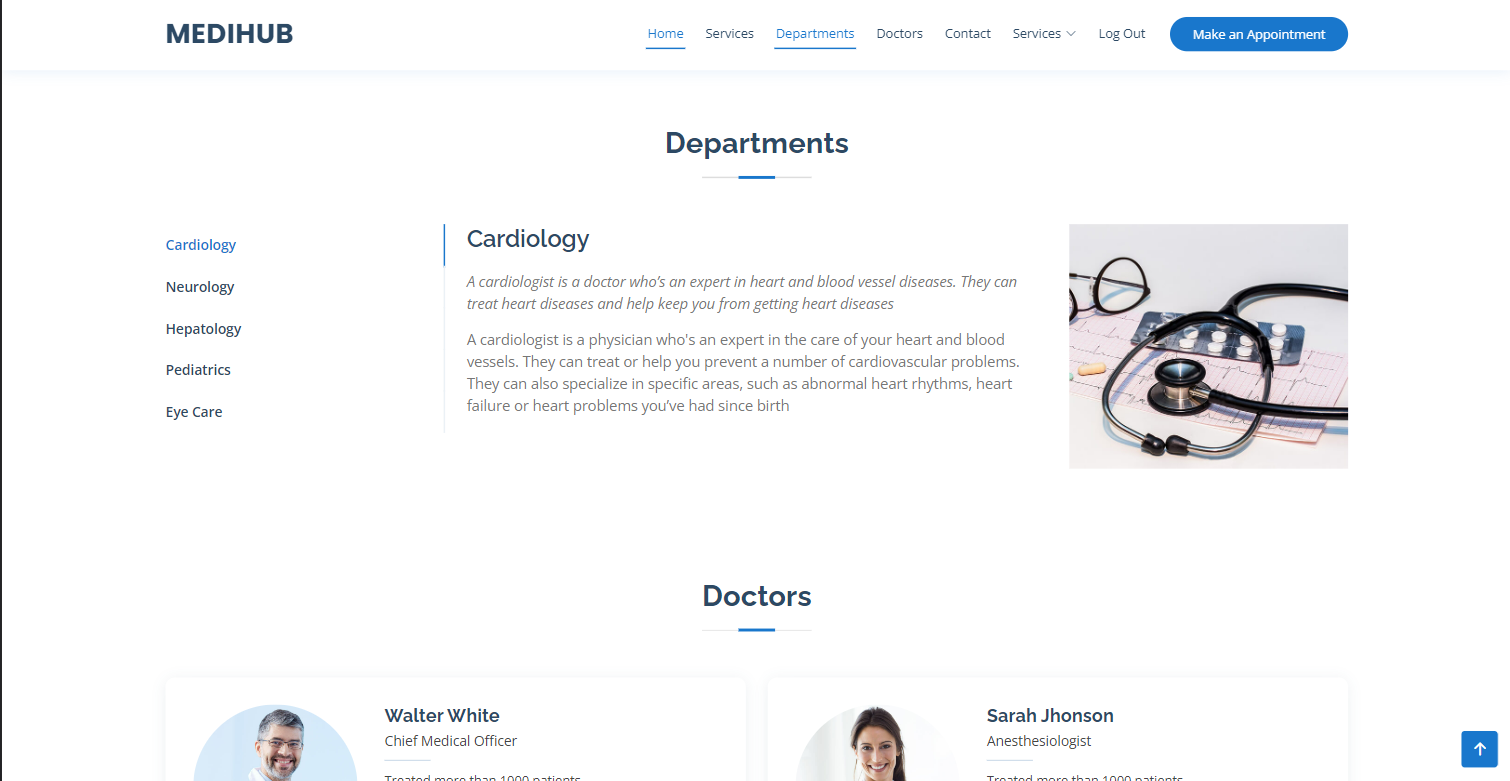 MEDIHUB
Home
Services
Departments
Doctors
Contact
Services
Log Out
Make an Appointment
Departments
Cardiology
Neurology
Hepatology
Pediatrics
Eye Care
Cardiology
A cardiologist is a doctor who’s an expert in heart and blood vessel diseases. They can
treat heart diseases and help keep you from getting heart diseases
A cardiologist is a physician who's an expert in the care of your heart and blood
vessels. They can treat or help you prevent a number of cardiovascular problems.
They can also specialize in specific areas, such as abnormal heart rhythms, heart
failure or heart problems you’ve had since birth
Doctors
Walter White
Chief Medical Officer
Treated more than 1000 patients
Sarah Jhonson
Anesthesiologist
Treated more than 1000 patients